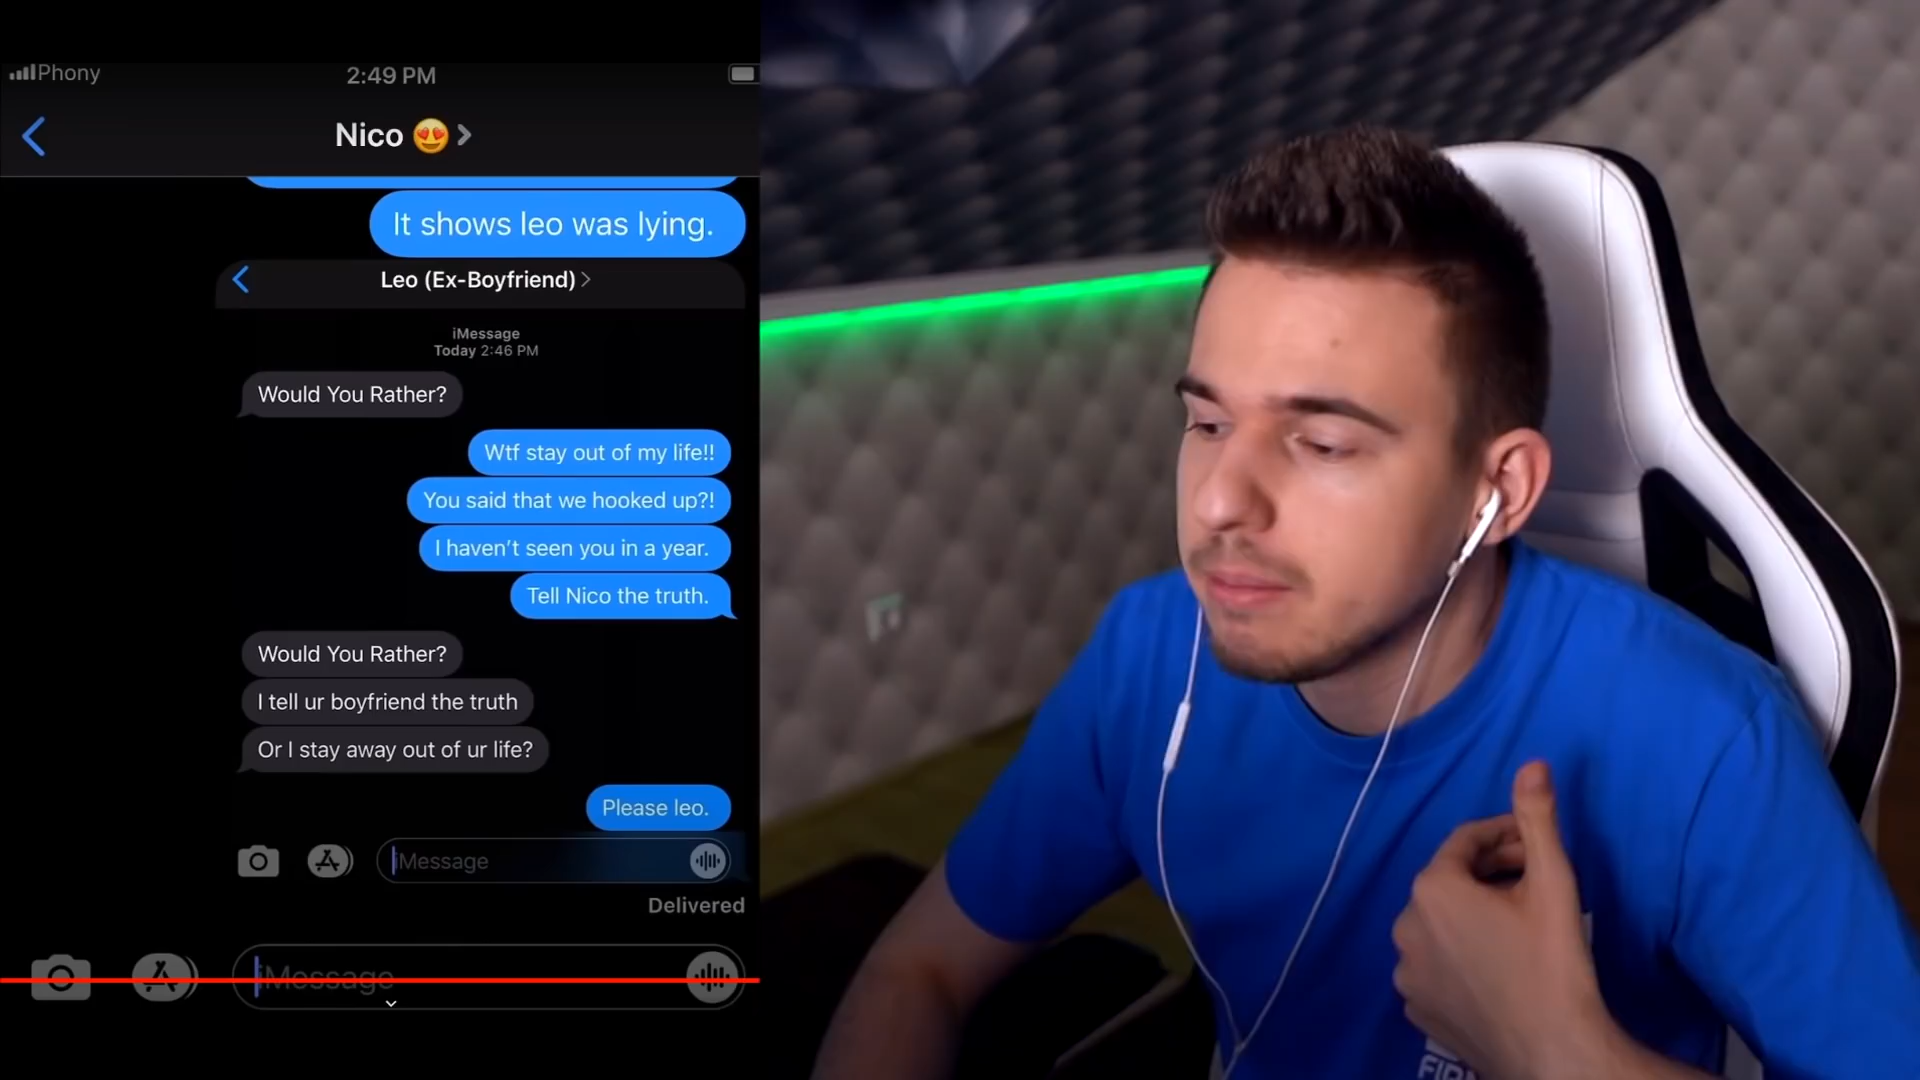 Phony
2:49 PM
Nico 😍
It shows leo was lying.
Leo (Ex-Boyfriend)
iMessage
Today 2:46 PM
Would You Rather?
Wtf stay out of my life!!
You said that we hooked up?!
I haven't seen you in a year.
Tell Nico the truth.
Would You Rather?
I tell ur boyfriend the truth
Or I stay away out of ur life?
Please leo.
iMessage
Delivered
iMessage